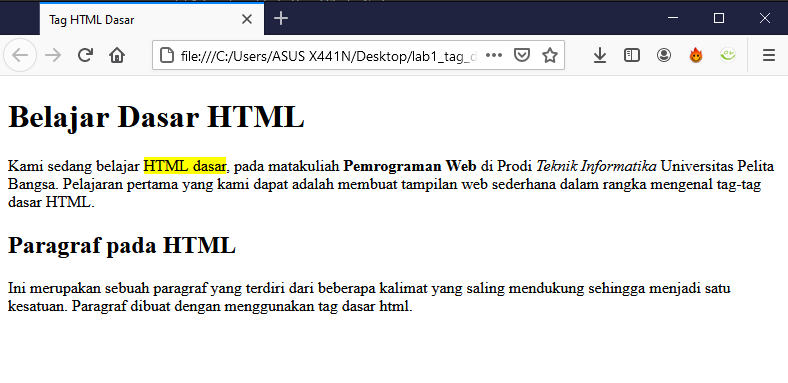 Tag HTML Dasar
file:///C:/Users/ASUS X441N/Desktop/lab1_tag_d
Belajar Dasar HTML
Kami sedang belajar HTML dasar, pada matakuliah Pemrograman Web di Prodi Teknik Informatika Universitas Pelita
Bangsa. Pelajaran pertama yang kami dapat adalah membuat tampilan web sederhana dalam rangka mengenal tag-tag
dasar HTML.
Paragraf pada HTML
Ini merupakan sebuah paragraf yang terdiri dari beberapa kalimat yang saling mendukung sehingga menjadi satu
kesatuan. Paragraf dibuat dengan menggunakan tag dasar html.